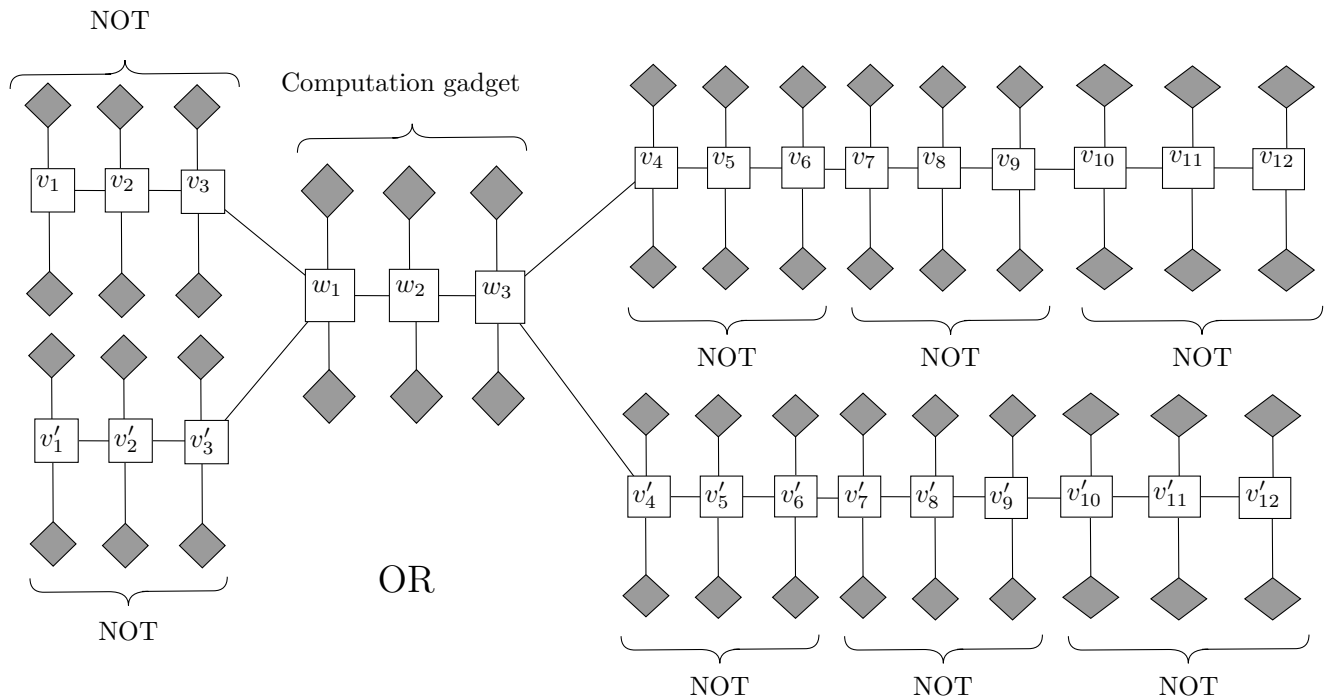 NOT
Computation gadget
v₄ v₅ v₆ v₇ v₈ v₉ v₁₀ v₁₁ v₁₂
v₁ v₂ v₃
w₁ w₂ w₃
NOT NOT NOT
v′₁ v′₂ v′₃
v′₄ v′₅ v′₆ v′₇ v′₈ v′₉ v′₁₀ v′₁₁ v′₁₂
OR
NOT
NOT NOT NOT